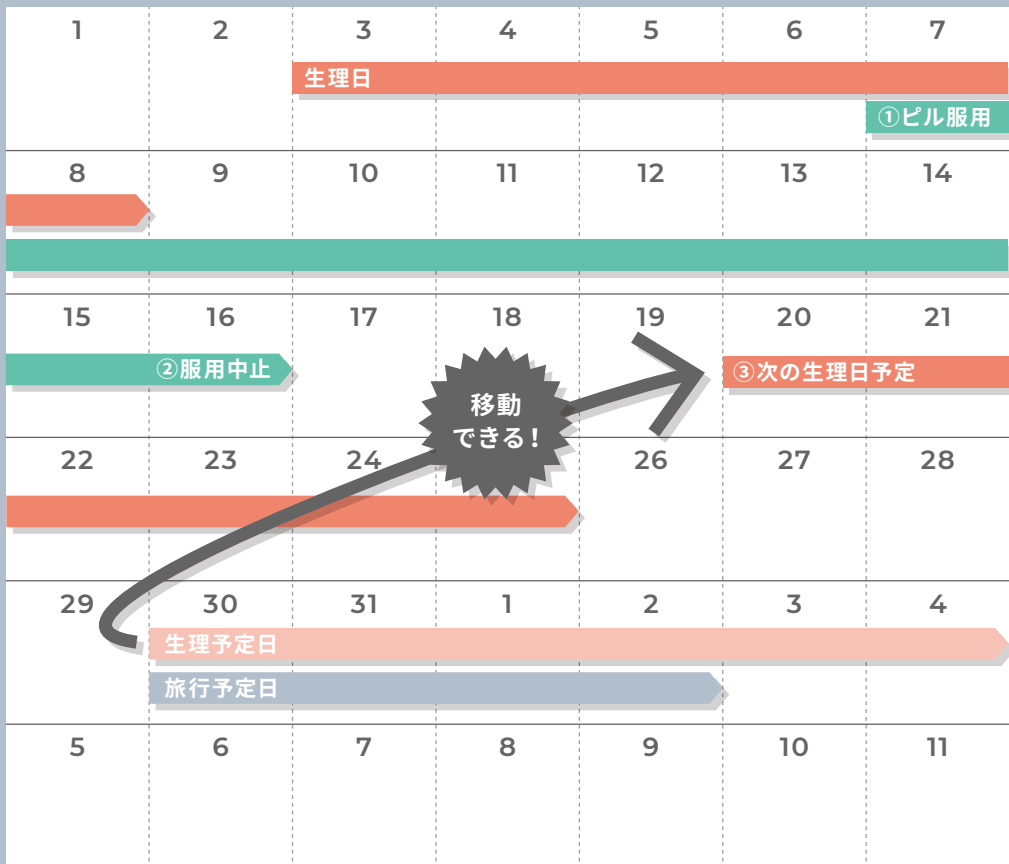 1 2 3 4 5 6 7
生理日
①ピル服用
8 9 10 11 12 13 14
15 16 17 18 19 20 21
②服用中止
③次の生理日予定
移動
できる！
22 23 24 26 27 28
29 30 31 1 2 3 4
生理予定日
旅行予定日
5 6 7 8 9 10 11